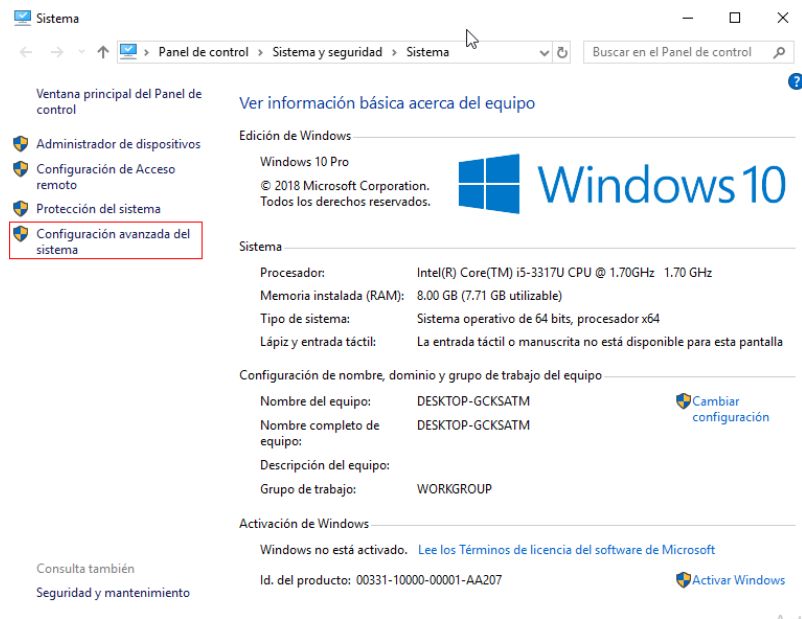 Sistema
Panel de control > Sistema y seguridad > Sistema
Buscar en el Panel de control
?
Ventana principal del Panel de
control
Administrador de dispositivos
Configuración de Acceso
remoto
Protección del sistema
Configuración avanzada del
sistema
Consulta también
Seguridad y mantenimiento
Ver información básica acerca del equipo
Edición de Windows
Windows 10 Pro
© 2018 Microsoft Corporation.
Todos los derechos reservados.
Windows 10
Sistema
Procesador: Intel(R) Core(TM) i5-3317U CPU @ 1.70GHz 1.70 GHz
Memoria instalada (RAM): 8.00 GB (7.71 GB utilizable)
Tipo de sistema: Sistema operativo de 64 bits, procesador x64
Lápiz y entrada táctil: La entrada táctil o manuscrita no está disponible para esta pantalla
Configuración de nombre, dominio y grupo de trabajo del equipo
Nombre del equipo: DESKTOP-GCKSATM
Cambiar
configuración
Nombre completo de
equipo: DESKTOP-GCKSATM
Descripción del equipo:
Grupo de trabajo: WORKGROUP
Activación de Windows
Windows no está activado. Lee los Términos de licencia del software de Microsoft
Id. del producto: 00331-10000-00001-AA207
Activar Windows